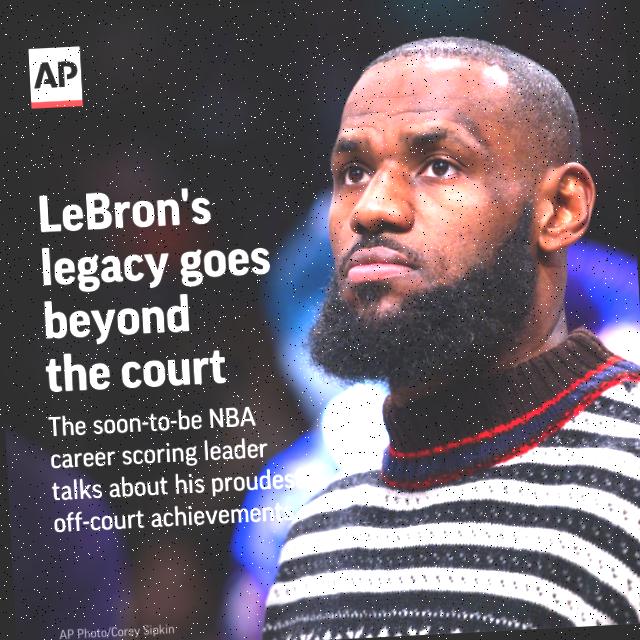 AP
LeBron's
legacy goes
beyond
the court
The soon-to-be NBA
career scoring leader
talks about his proudest
off-court achievements.
AP Photo/Corey Sipkin